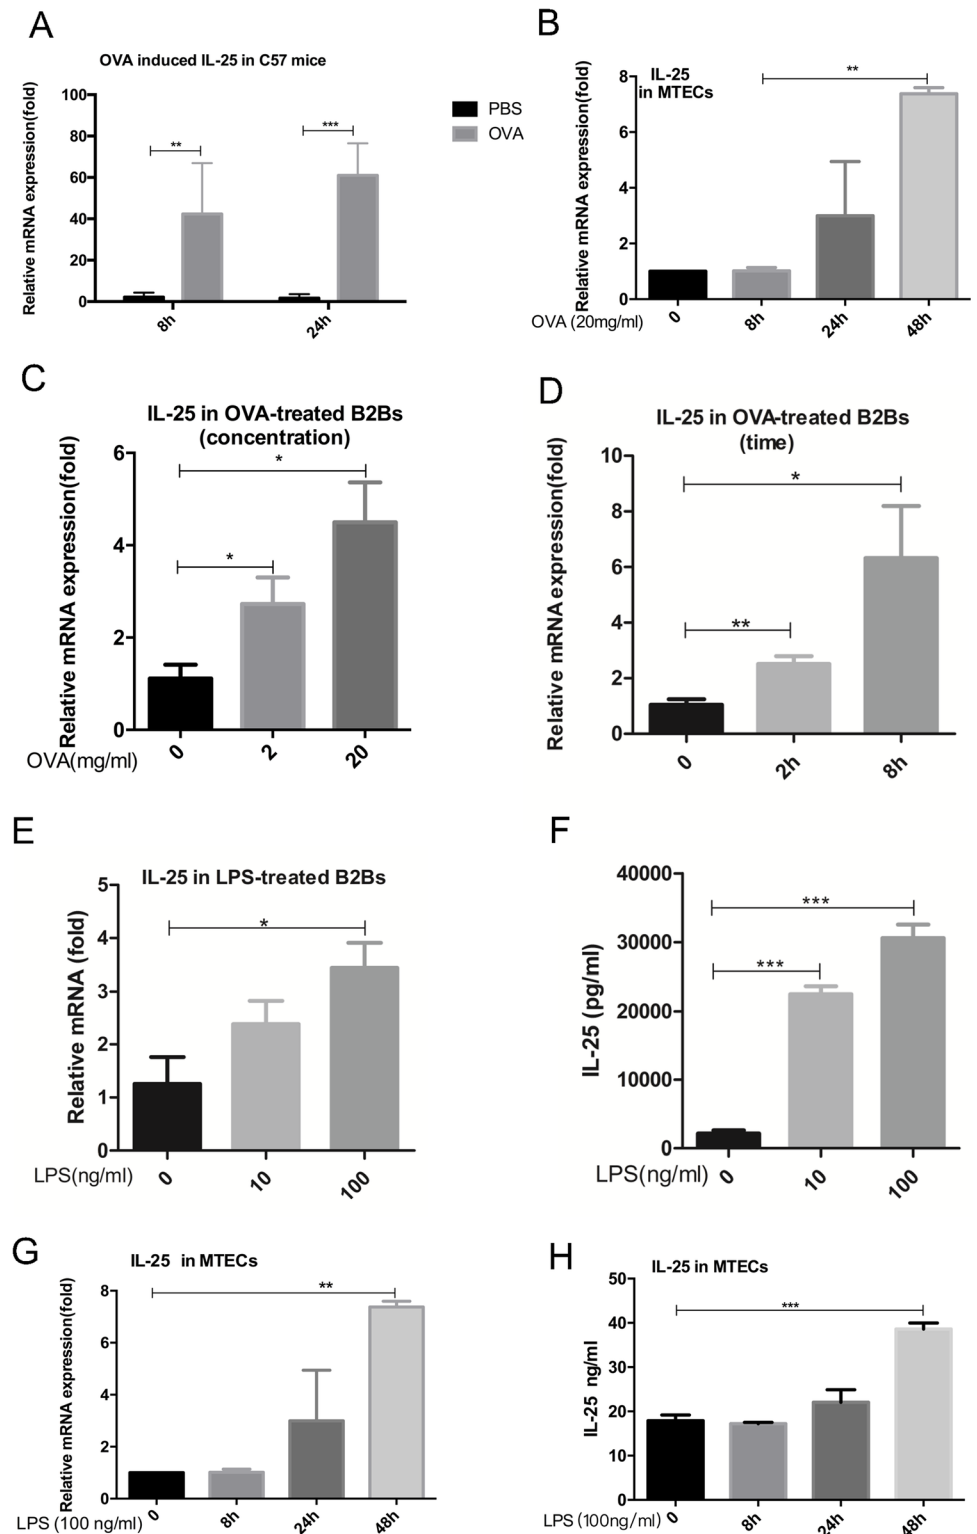 A
OVA induced IL-25 in C57 mice
Relative mRNA expression(fold)
100
80
60
40
20
0
**
***
8h
24h
PBS
OVA
B
IL-25
in MTECs
Relative mRNA expression(fold)
8
6
4
2
0
**
OVA (20mg/ml)
0
8h
24h
48h
C
IL-25 in OVA-treated B2Bs
(concentration)
Relative mRNA expression(fold)
6
4
2
0
*
*
OVA(mg/ml)
0
2
20
D
IL-25 in OVA-treated B2Bs
(time)
Relative mRNA expression(fold)
10
8
6
4
2
0
*
**
0
2h
8h
E
IL-25 in LPS-treated B2Bs
Relative mRNA (fold)
5
4
3
2
1
0
*
LPS(ng/ml)
0
10
100
F
IL-25 (pg/ml)
40000
30000
20000
10000
0
***
***
LPS(ng/ml)
0
10
100
G
IL-25 in MTECs
Relative mRNA expression(fold)
8
6
4
2
0
**
LPS (100 ng/ml)
0
8h
24h
48h
H
IL-25 in MTECs
IL-25 ng/ml
50
40
30
20
10
0
***
LPS (100ng/ml)
0
8h
24h
48h